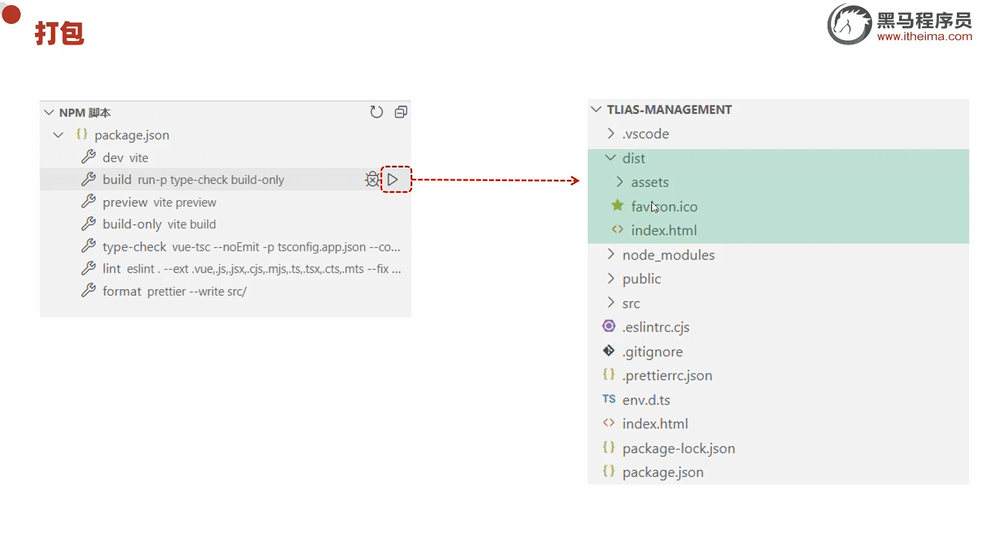 打包
黑马程序员
www.itheima.com
NPM 脚本
{} package.json
dev vite
build run-p type-check build-only
preview vite preview
build-only vite build
type-check vue-tsc --noEmit -p tsconfig.app.json --co...
lint eslint . --ext .vue,.js,.jsx,.cjs,.mjs,.ts,.tsx,.cts,.mts --fix ...
format prettier --write src/
TLIAS-MANAGEMENT
.vscode
dist
assets
favicon.ico
<> index.html
node_modules
public
src
.eslintrc.cjs
.gitignore
{} .prettierrc.json
TS env.d.ts
<> index.html
{} package-lock.json
{} package.json